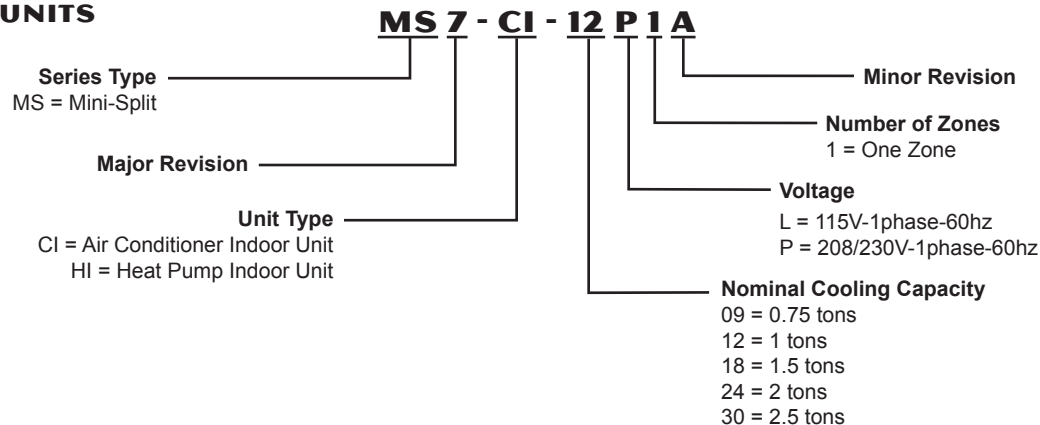 UNITS
MS7-CI-12P1A
Series Type
MS = Mini-Split
Major Revision
Unit Type
CI = Air Conditioner Indoor Unit
HI = Heat Pump Indoor Unit
Minor Revision
Number of Zones
1 = One Zone
Voltage
L = 115V-1phase-60hz
P = 208/230V-1phase-60hz
Nominal Cooling Capacity
09 = 0.75 tons
12 = 1 tons
18 = 1.5 tons
24 = 2 tons
30 = 2.5 tons